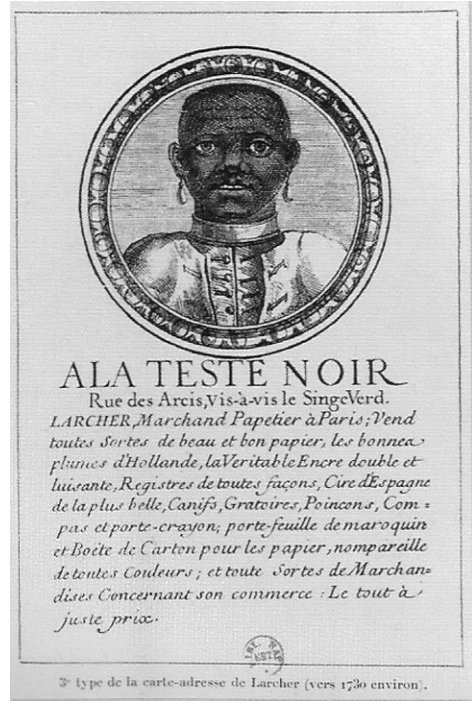 ALA TESTE NOIR
Rue des Arcis, Vis-à-vis le Singe Verd.
LARCHER, Marchand Papetier à Paris; Vend
toutes Sortes de beau et bon papier, les bonnes
plumes d'Hollande, la Veritable Encre double et
luisante, Registres de toutes façons, Cire d'Espagne
de la plus belle, Canifs, Gratoires, Poincons, Com=
pas et porte-crayon; porte-feuille de maroquin
et Boëte de Carton pour les papier, nompareille
de toutes Couleurs; et toute Sortes de Marchan=
dises Concernant son commerce: Le tout à
juste prix.
3e type de la carte-adresse de Larcher (vers 1730 environ).